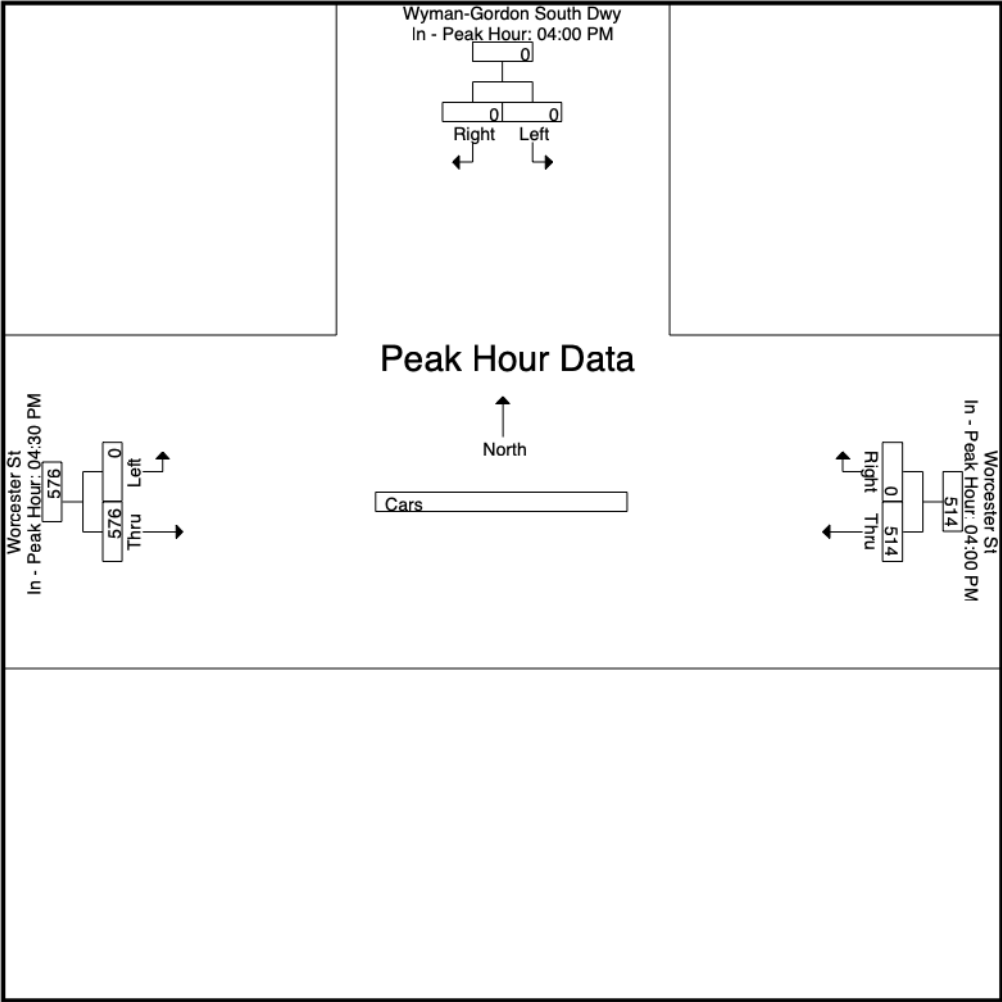 Wyman-Gordon South Dwy
In - Peak Hour: 04:00 PM
0
0 0
Right Left
Peak Hour Data
North
Cars
Worcester St
In - Peak Hour: 04:30 PM
576
0
576
Left
Thru
Worcester St
In - Peak Hour: 04:00 PM
514
0
514
Right
Thru